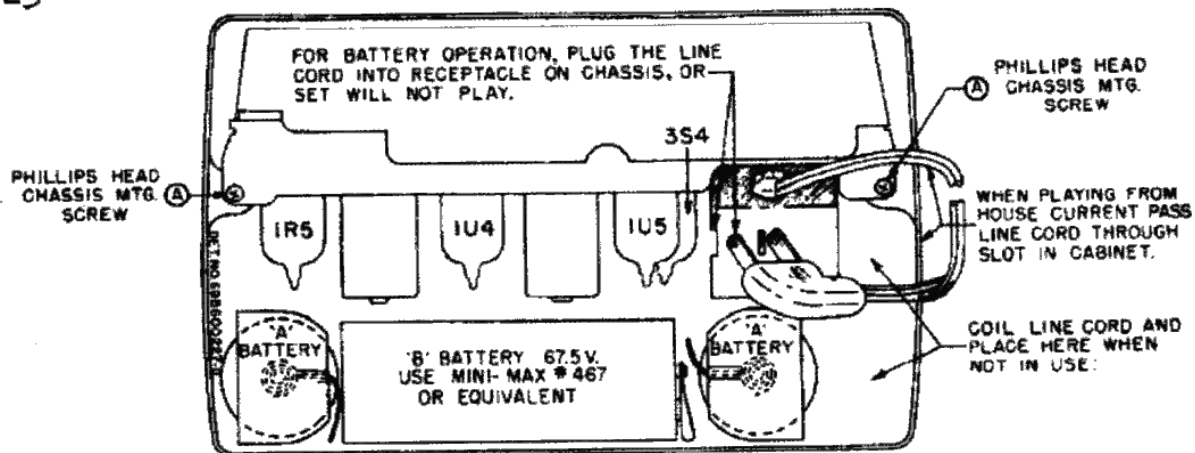 FOR BATTERY OPERATION, PLUG THE LINE
CORD INTO RECEPTACLE ON CHASSIS, OR
SET WILL NOT PLAY.
PHILLIPS HEAD
CHASSIS MTG.
SCREW
A
3S4
PHILLIPS HEAD
CHASSIS MTG.
SCREW
A
WHEN PLAYING FROM
HOUSE CURRENT PASS
LINE CORD THROUGH
SLOT IN CABINET.
1R5
1U4
1U5
DET. NO.
'A'
BATTERY
'B' BATTERY 67.5 V.
USE MINI-MAX #467
OR EQUIVALENT
'A'
BATTERY
COIL LINE CORD AND
PLACE HERE WHEN
NOT IN USE.